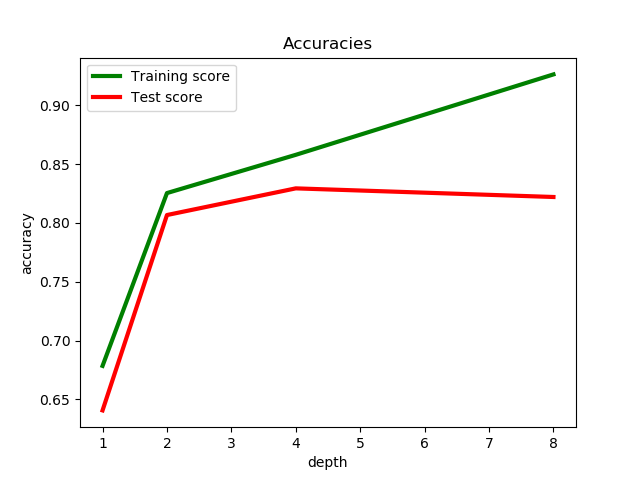 Accuracies
Training score
Test score
0.90
0.85
0.80
0.75
0.70
0.65
accuracy
1 2 3 4 5 6 7 8
depth